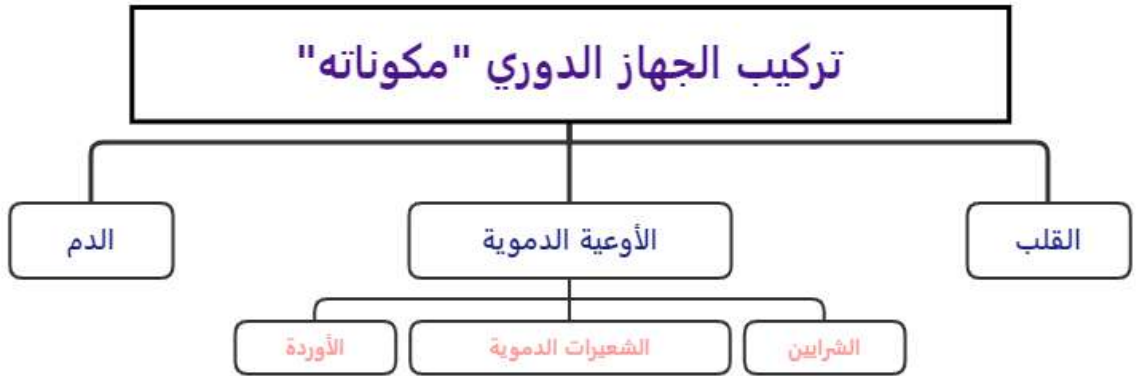 تركيب الجهاز الدوري "مكوناته"
القلب
الأوعية الدموية
الدم
الشرايين
الشعيرات الدموية
الأوردة